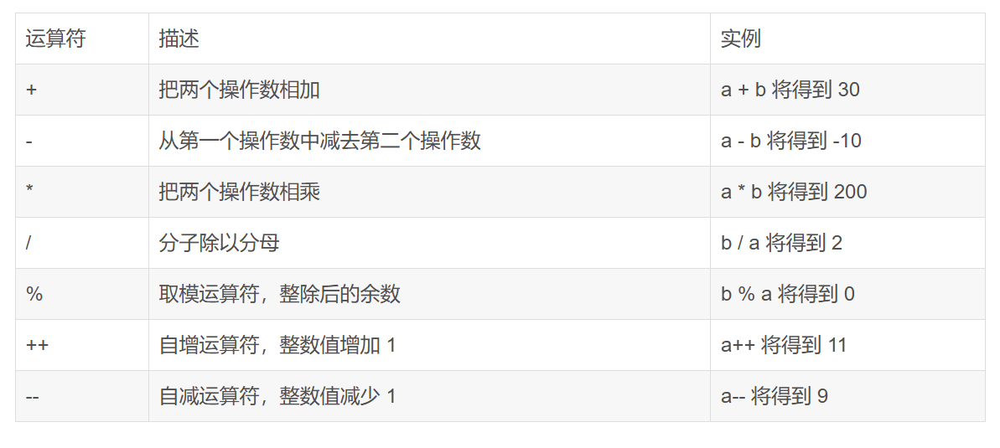 运算符 描述 实例
+ 把两个操作数相加 a + b 将得到 30
- 从第一个操作数中减去第二个操作数 a - b 将得到 -10
* 把两个操作数相乘 a * b 将得到 200
/ 分子除以分母 b / a 将得到 2
% 取模运算符，整除后的余数 b % a 将得到 0
++ 自增运算符，整数值增加 1 a++ 将得到 11
-- 自减运算符，整数值减少 1 a-- 将得到 9